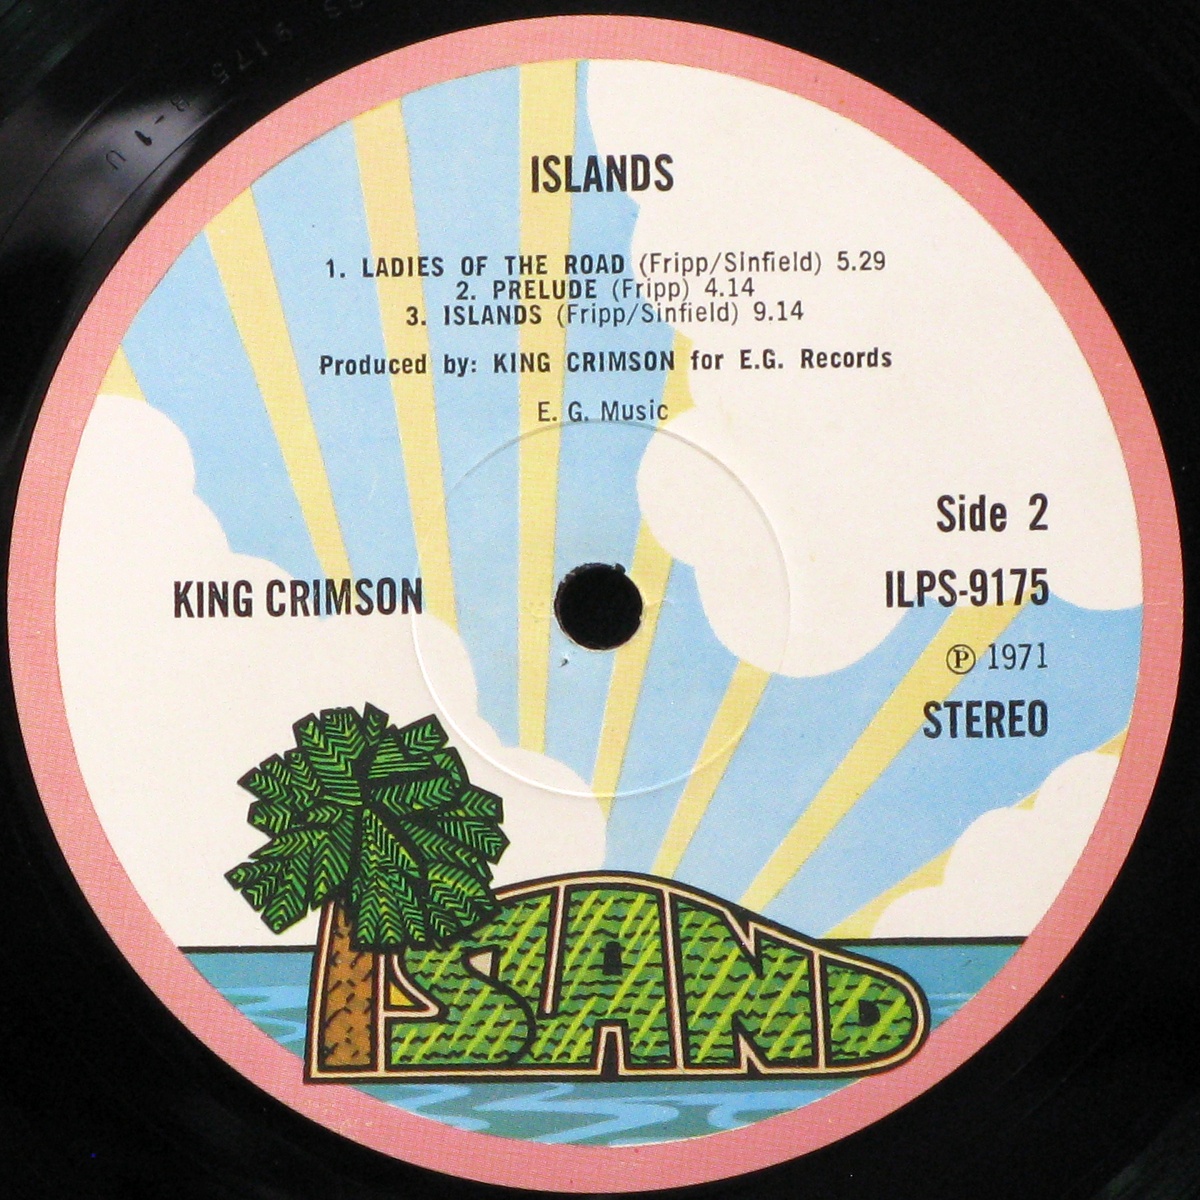 ISLANDS
1. LADIES OF THE ROAD (Fripp/Sinfield) 5.29
2. PRELUDE (Fripp) 4.14
3. ISLANDS (Fripp/Sinfield) 9.14
Produced by: KING CRIMSON for E.G. Records
E. G. Music
Side 2
KING CRIMSON
ILPS-9175
Ⓟ 1971
STEREO
ISLAND